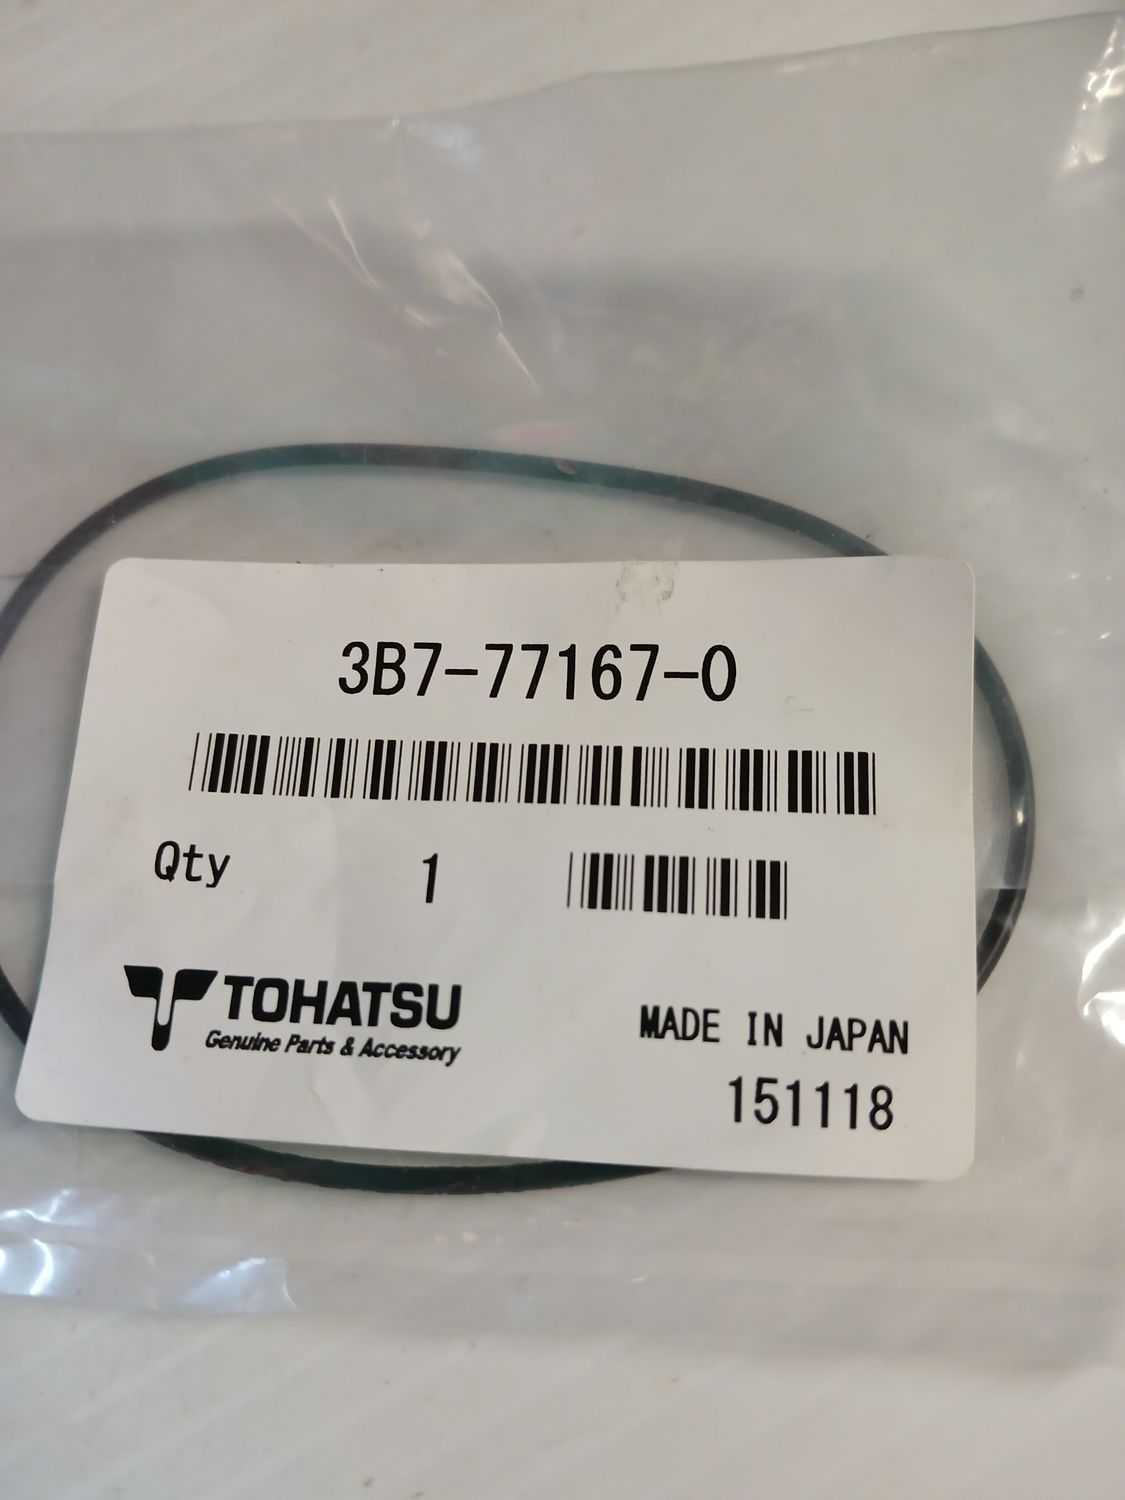 3B7-77167-0
Qty 1
TOHATSU
Genuine Parts & Accessory
MADE IN JAPAN
151118